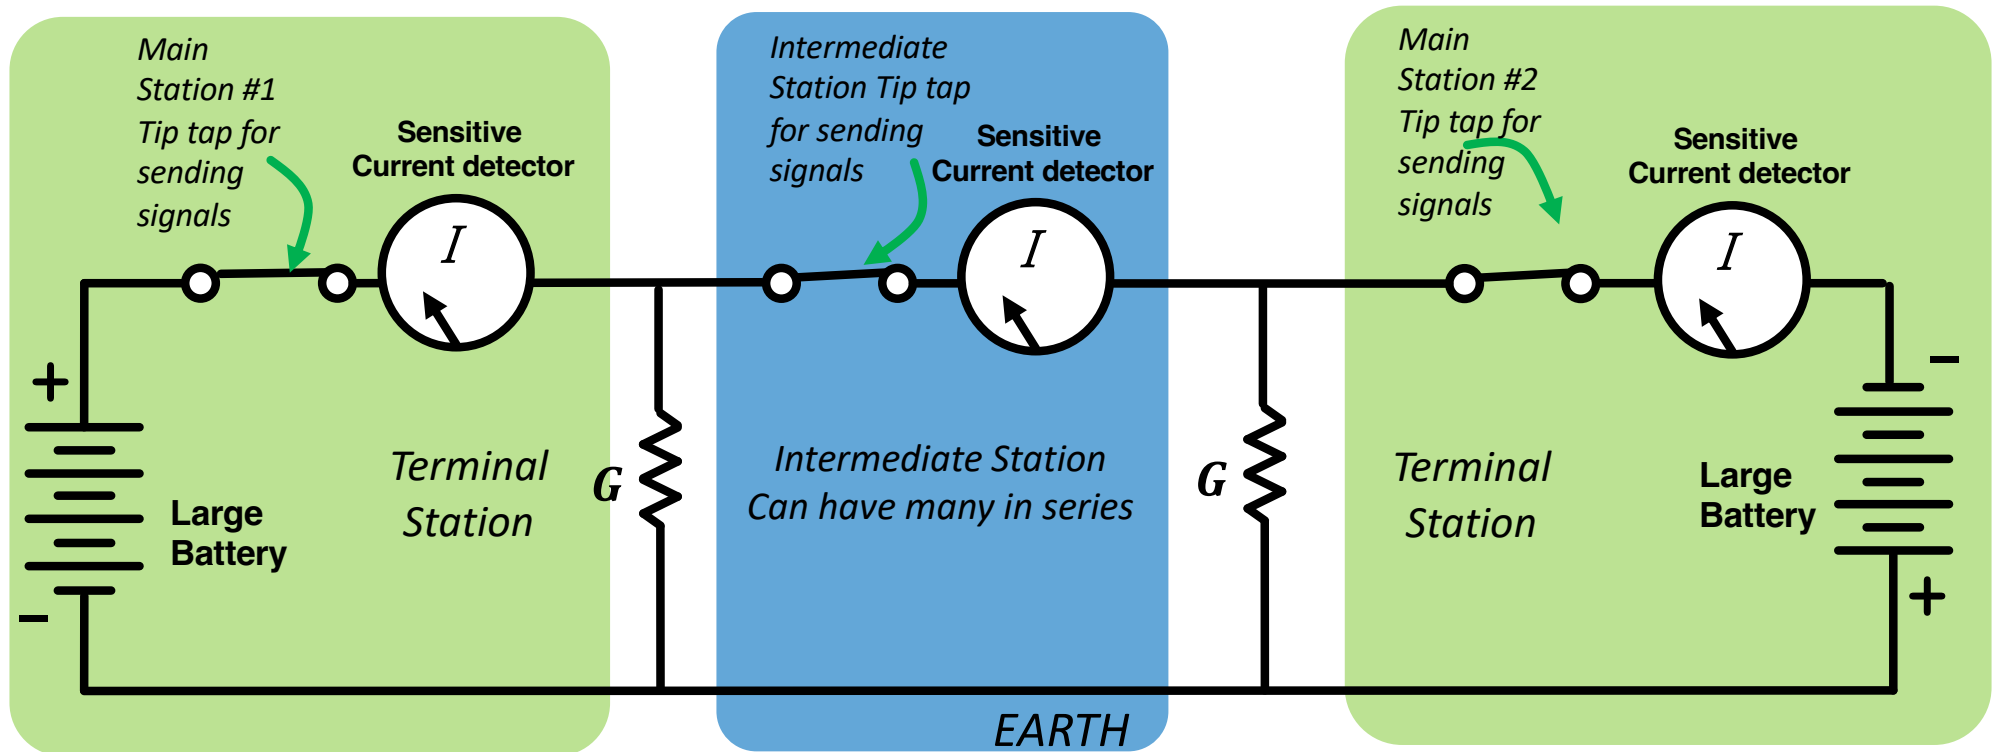 Main
Station #1
Tip tap for
sending
signals
Sensitive
Current detector
I
Intermediate
Station Tip tap
for sending
signals
Sensitive
Current detector
I
Main
Station #2
Tip tap for
sending
signals
Sensitive
Current detector
I
+
−
Large
Battery
Terminal
Station
G
Intermediate Station
Can have many in series
G
Terminal
Station
Large
Battery
−
+
EARTH